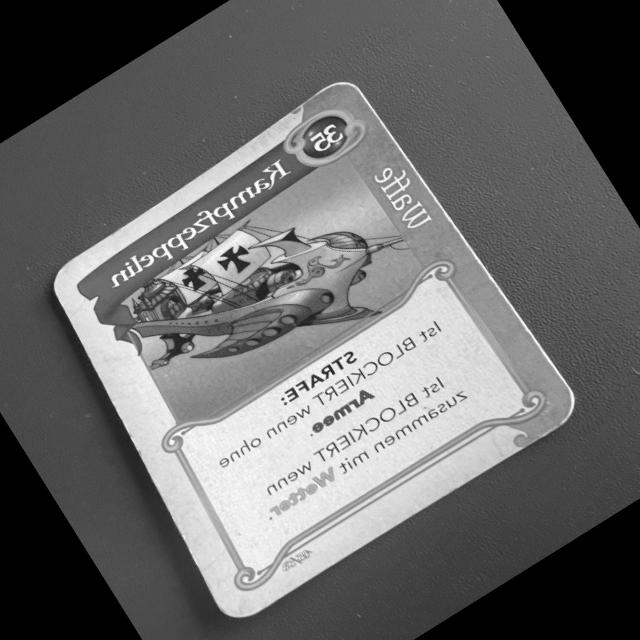 35
Kampfzeppelin
Waffe
STRAFE:
Ist BLOCKIERT wenn ohne
Armee.
Ist BLOCKIERT wenn
zusammen mit Wetter.